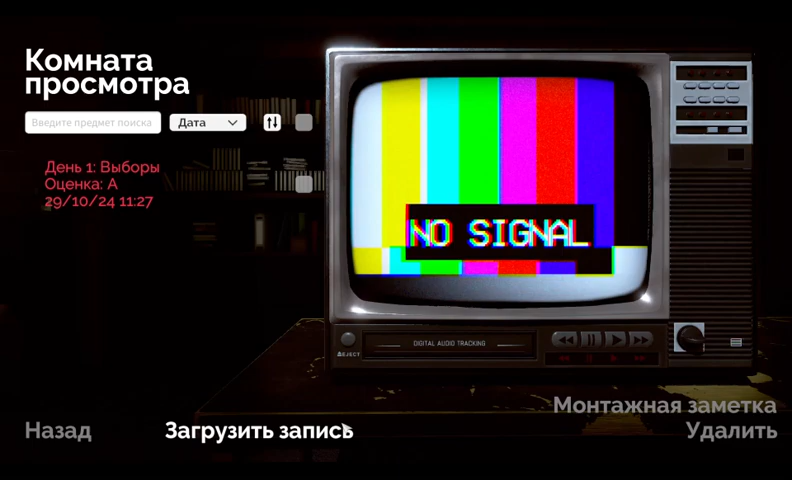 Комната
просмотра
Введите предмет поиска
Дата
День 1: Выборы
Оценка: A
29/10/24 11:27
NO SIGNAL
EJECT
DIGITAL AUDIO TRACKING
Монтажная заметка
Назад
Загрузить запись
Удалить